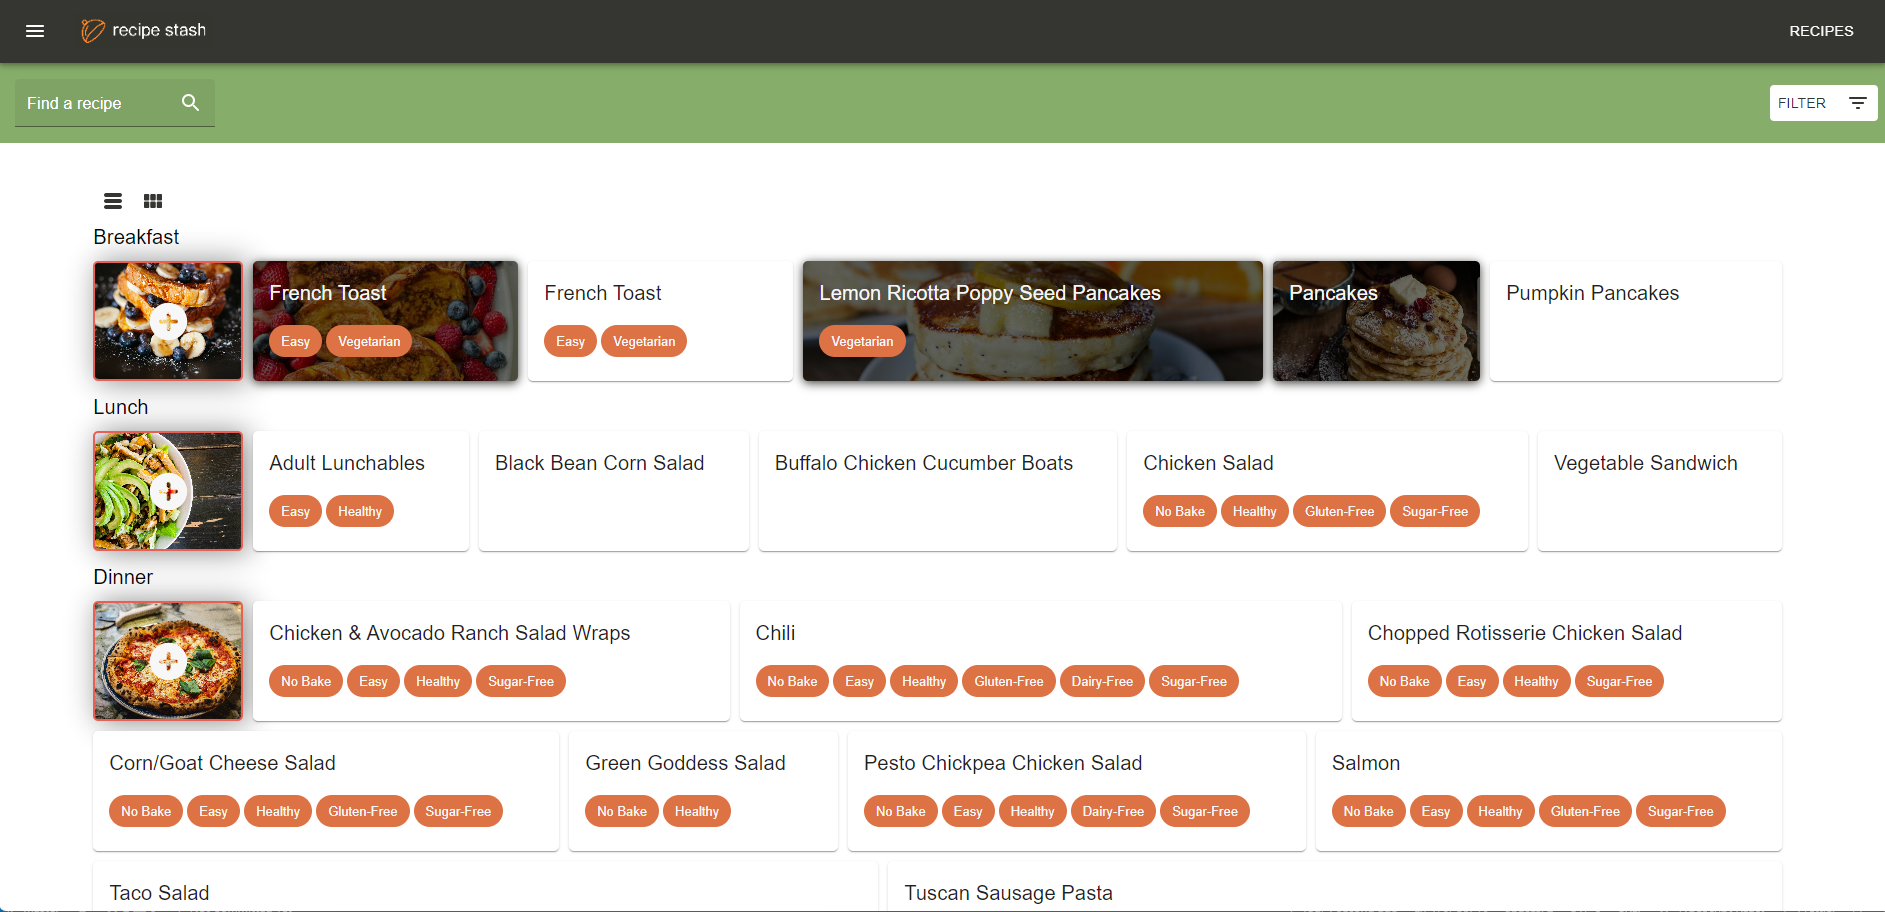 recipe stash
RECIPES
Find a recipe
FILTER
Breakfast
French Toast
Easy
Vegetarian
French Toast
Easy
Vegetarian
Lemon Ricotta Poppy Seed Pancakes
Vegetarian
Pancakes
Pumpkin Pancakes
Lunch
Adult Lunchables
Easy
Healthy
Black Bean Corn Salad
Buffalo Chicken Cucumber Boats
Chicken Salad
No Bake
Healthy
Gluten-Free
Sugar-Free
Vegetable Sandwich
Dinner
Chicken & Avocado Ranch Salad Wraps
No Bake
Easy
Healthy
Sugar-Free
Chili
No Bake
Easy
Healthy
Gluten-Free
Dairy-Free
Sugar-Free
Chopped Rotisserie Chicken Salad
No Bake
Easy
Healthy
Sugar-Free
Corn/Goat Cheese Salad
No Bake
Easy
Healthy
Gluten-Free
Sugar-Free
Green Goddess Salad
No Bake
Healthy
Pesto Chickpea Chicken Salad
No Bake
Easy
Healthy
Dairy-Free
Sugar-Free
Salmon
No Bake
Easy
Healthy
Gluten-Free
Sugar-Free
Taco Salad
Tuscan Sausage Pasta